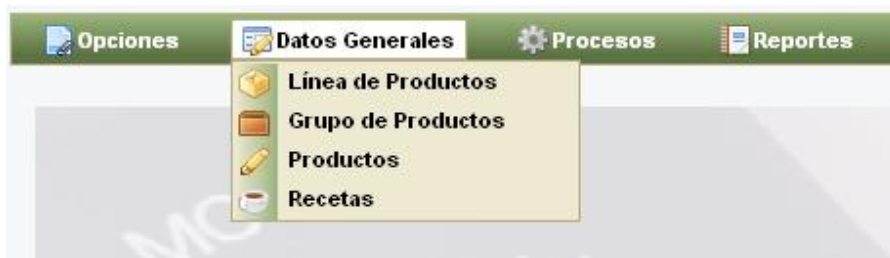 Opciones Datos Generales Procesos Reportes
Línea de Productos
Grupo de Productos
Productos
Recetas